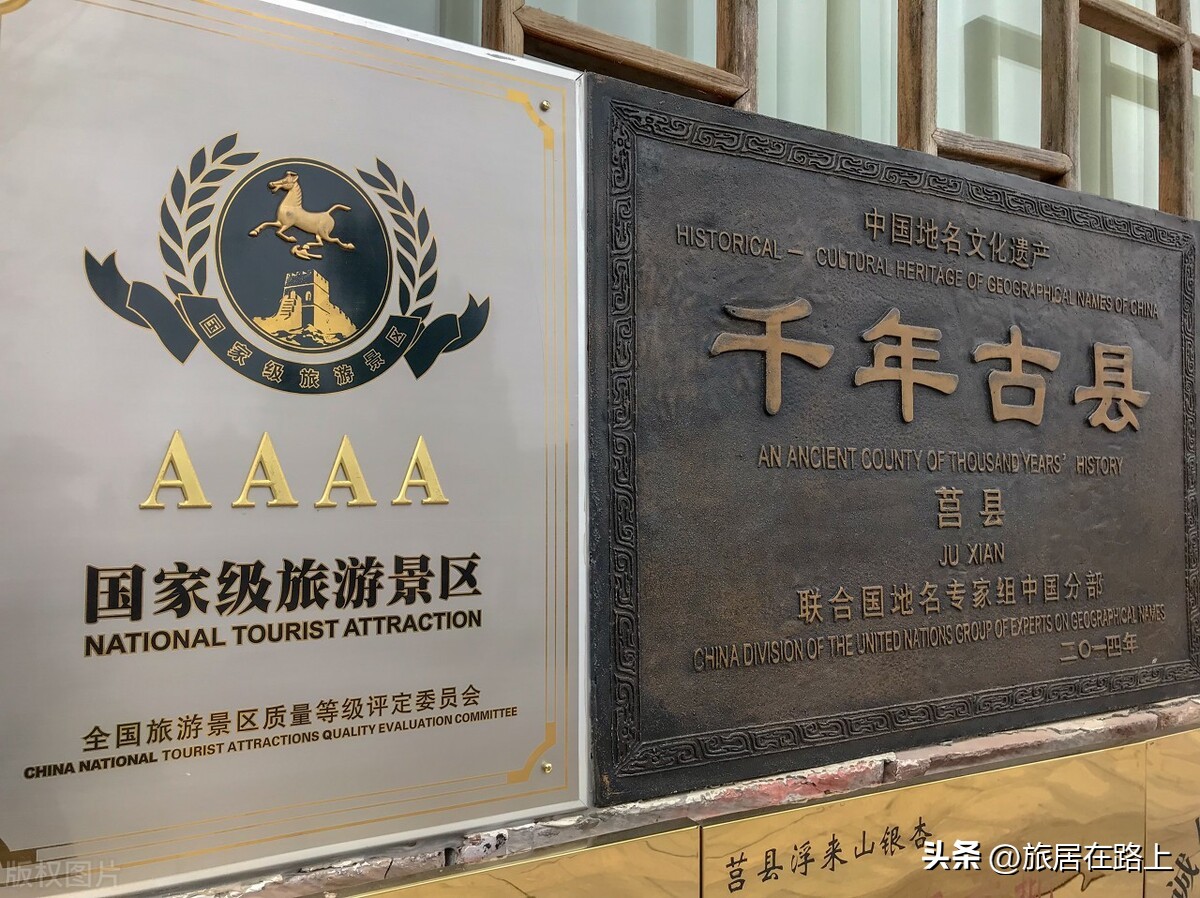 国家级旅游景区
AAAA
国家级旅游景区
NATIONAL TOURIST ATTRACTION
全国旅游景区质量等级评定委员会
CHINA NATIONAL TOURIST ATTRACTIONS QUALITY EVALUATION COMMITTEE
中国地名文化遗产
HISTORICAL — CULTURAL HERITAGE OF GEOGRAPHICAL NAMES OF CHINA
千年古县
AN ANCIENT COUNTY OF THOUSAND YEARS' HISTORY
莒县
JU XIAN
联合国地名专家组中国分部
CHINA DIVISION OF THE UNITED NATIONS GROUP OF EXPERTS ON GEOGRAPHICAL NAMES
二〇一四年
莒县浮来山银杏
头条 @旅居在路上
版权图片